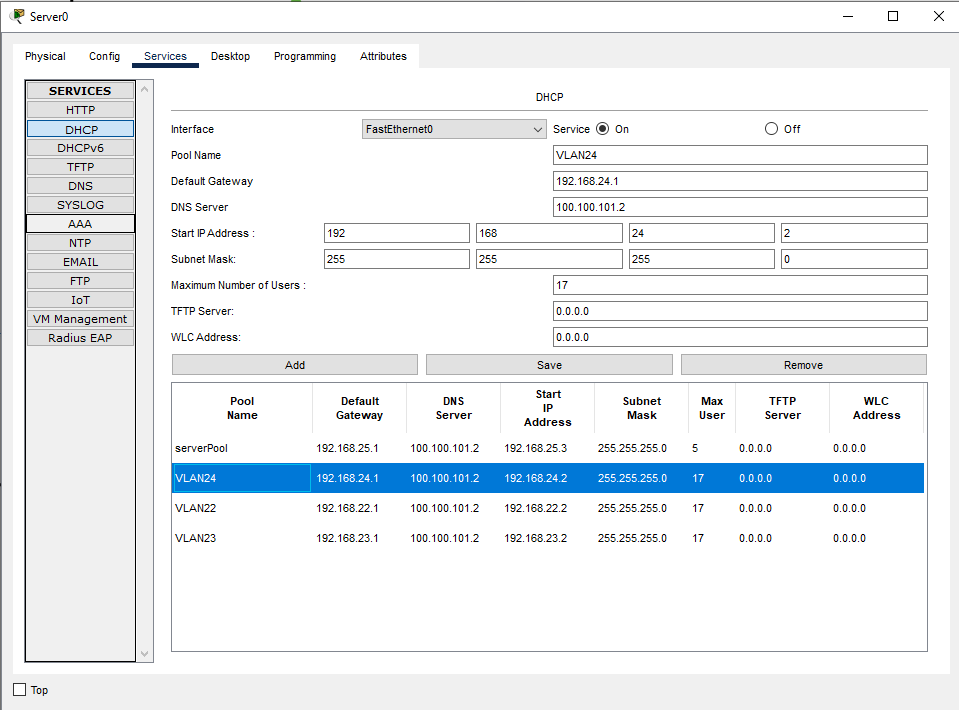 Server0
Physical Config Services Desktop Programming Attributes
SERVICES
HTTP
DHCP
DHCPv6
TFTP
DNS
SYSLOG
AAA
NTP
EMAIL
FTP
IoT
VM Management
Radius EAP
DHCP
Interface FastEthernet0 Service On Off
Pool Name VLAN24
Default Gateway 192.168.24.1
DNS Server 100.100.101.2
Start IP Address : 192 168 24 2
Subnet Mask: 255 255 255 0
Maximum Number of Users : 17
TFTP Server: 0.0.0.0
WLC Address: 0.0.0.0
Add Save Remove
Pool Name Default Gateway DNS Server Start IP Address Subnet Mask Max User TFTP Server WLC Address
serverPool 192.168.25.1 100.100.101.2 192.168.25.3 255.255.255.0 5 0.0.0.0 0.0.0.0
VLAN24 192.168.24.1 100.100.101.2 192.168.24.2 255.255.255.0 17 0.0.0.0 0.0.0.0
VLAN22 192.168.22.1 100.100.101.2 192.168.22.2 255.255.255.0 17 0.0.0.0 0.0.0.0
VLAN23 192.168.23.1 100.100.101.2 192.168.23.2 255.255.255.0 17 0.0.0.0 0.0.0.0
Top